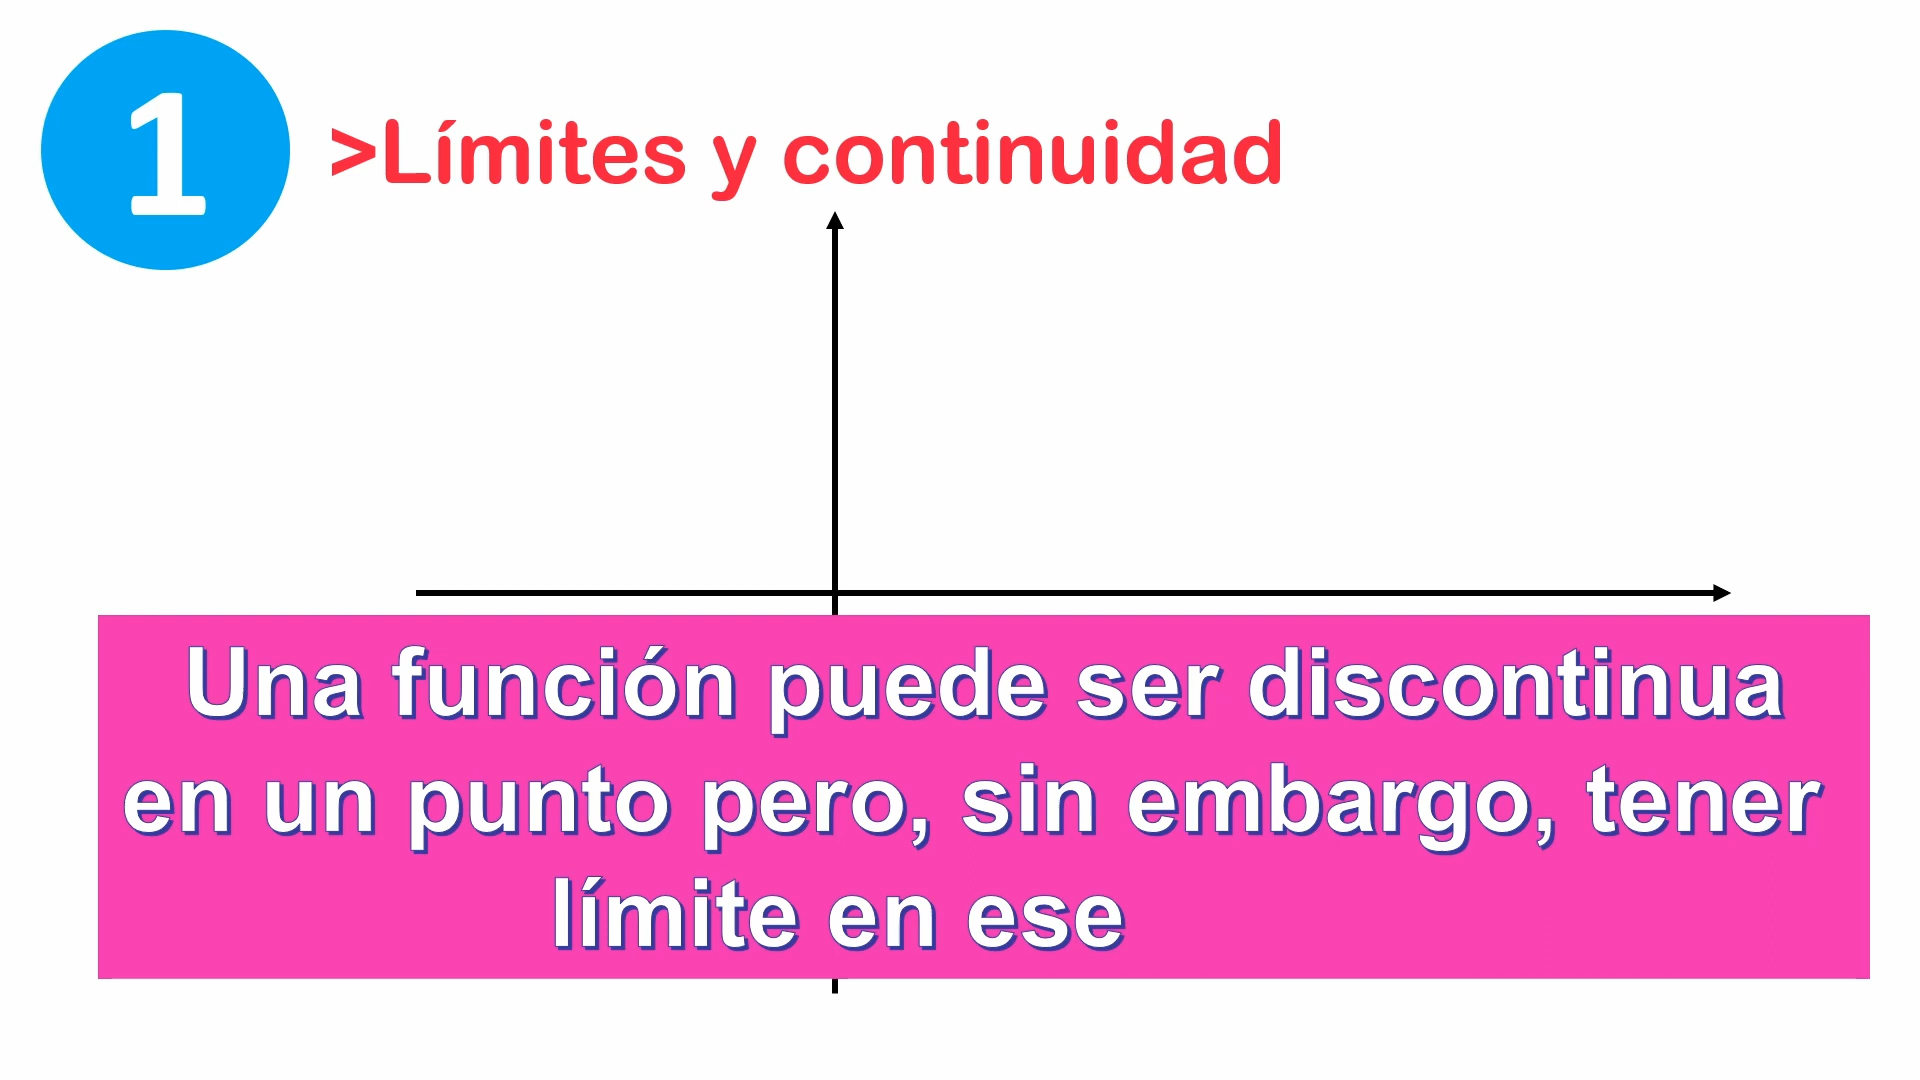 1
>Límites y continuidad
Una función puede ser discontinua
en un punto pero, sin embargo, tener
límite en ese